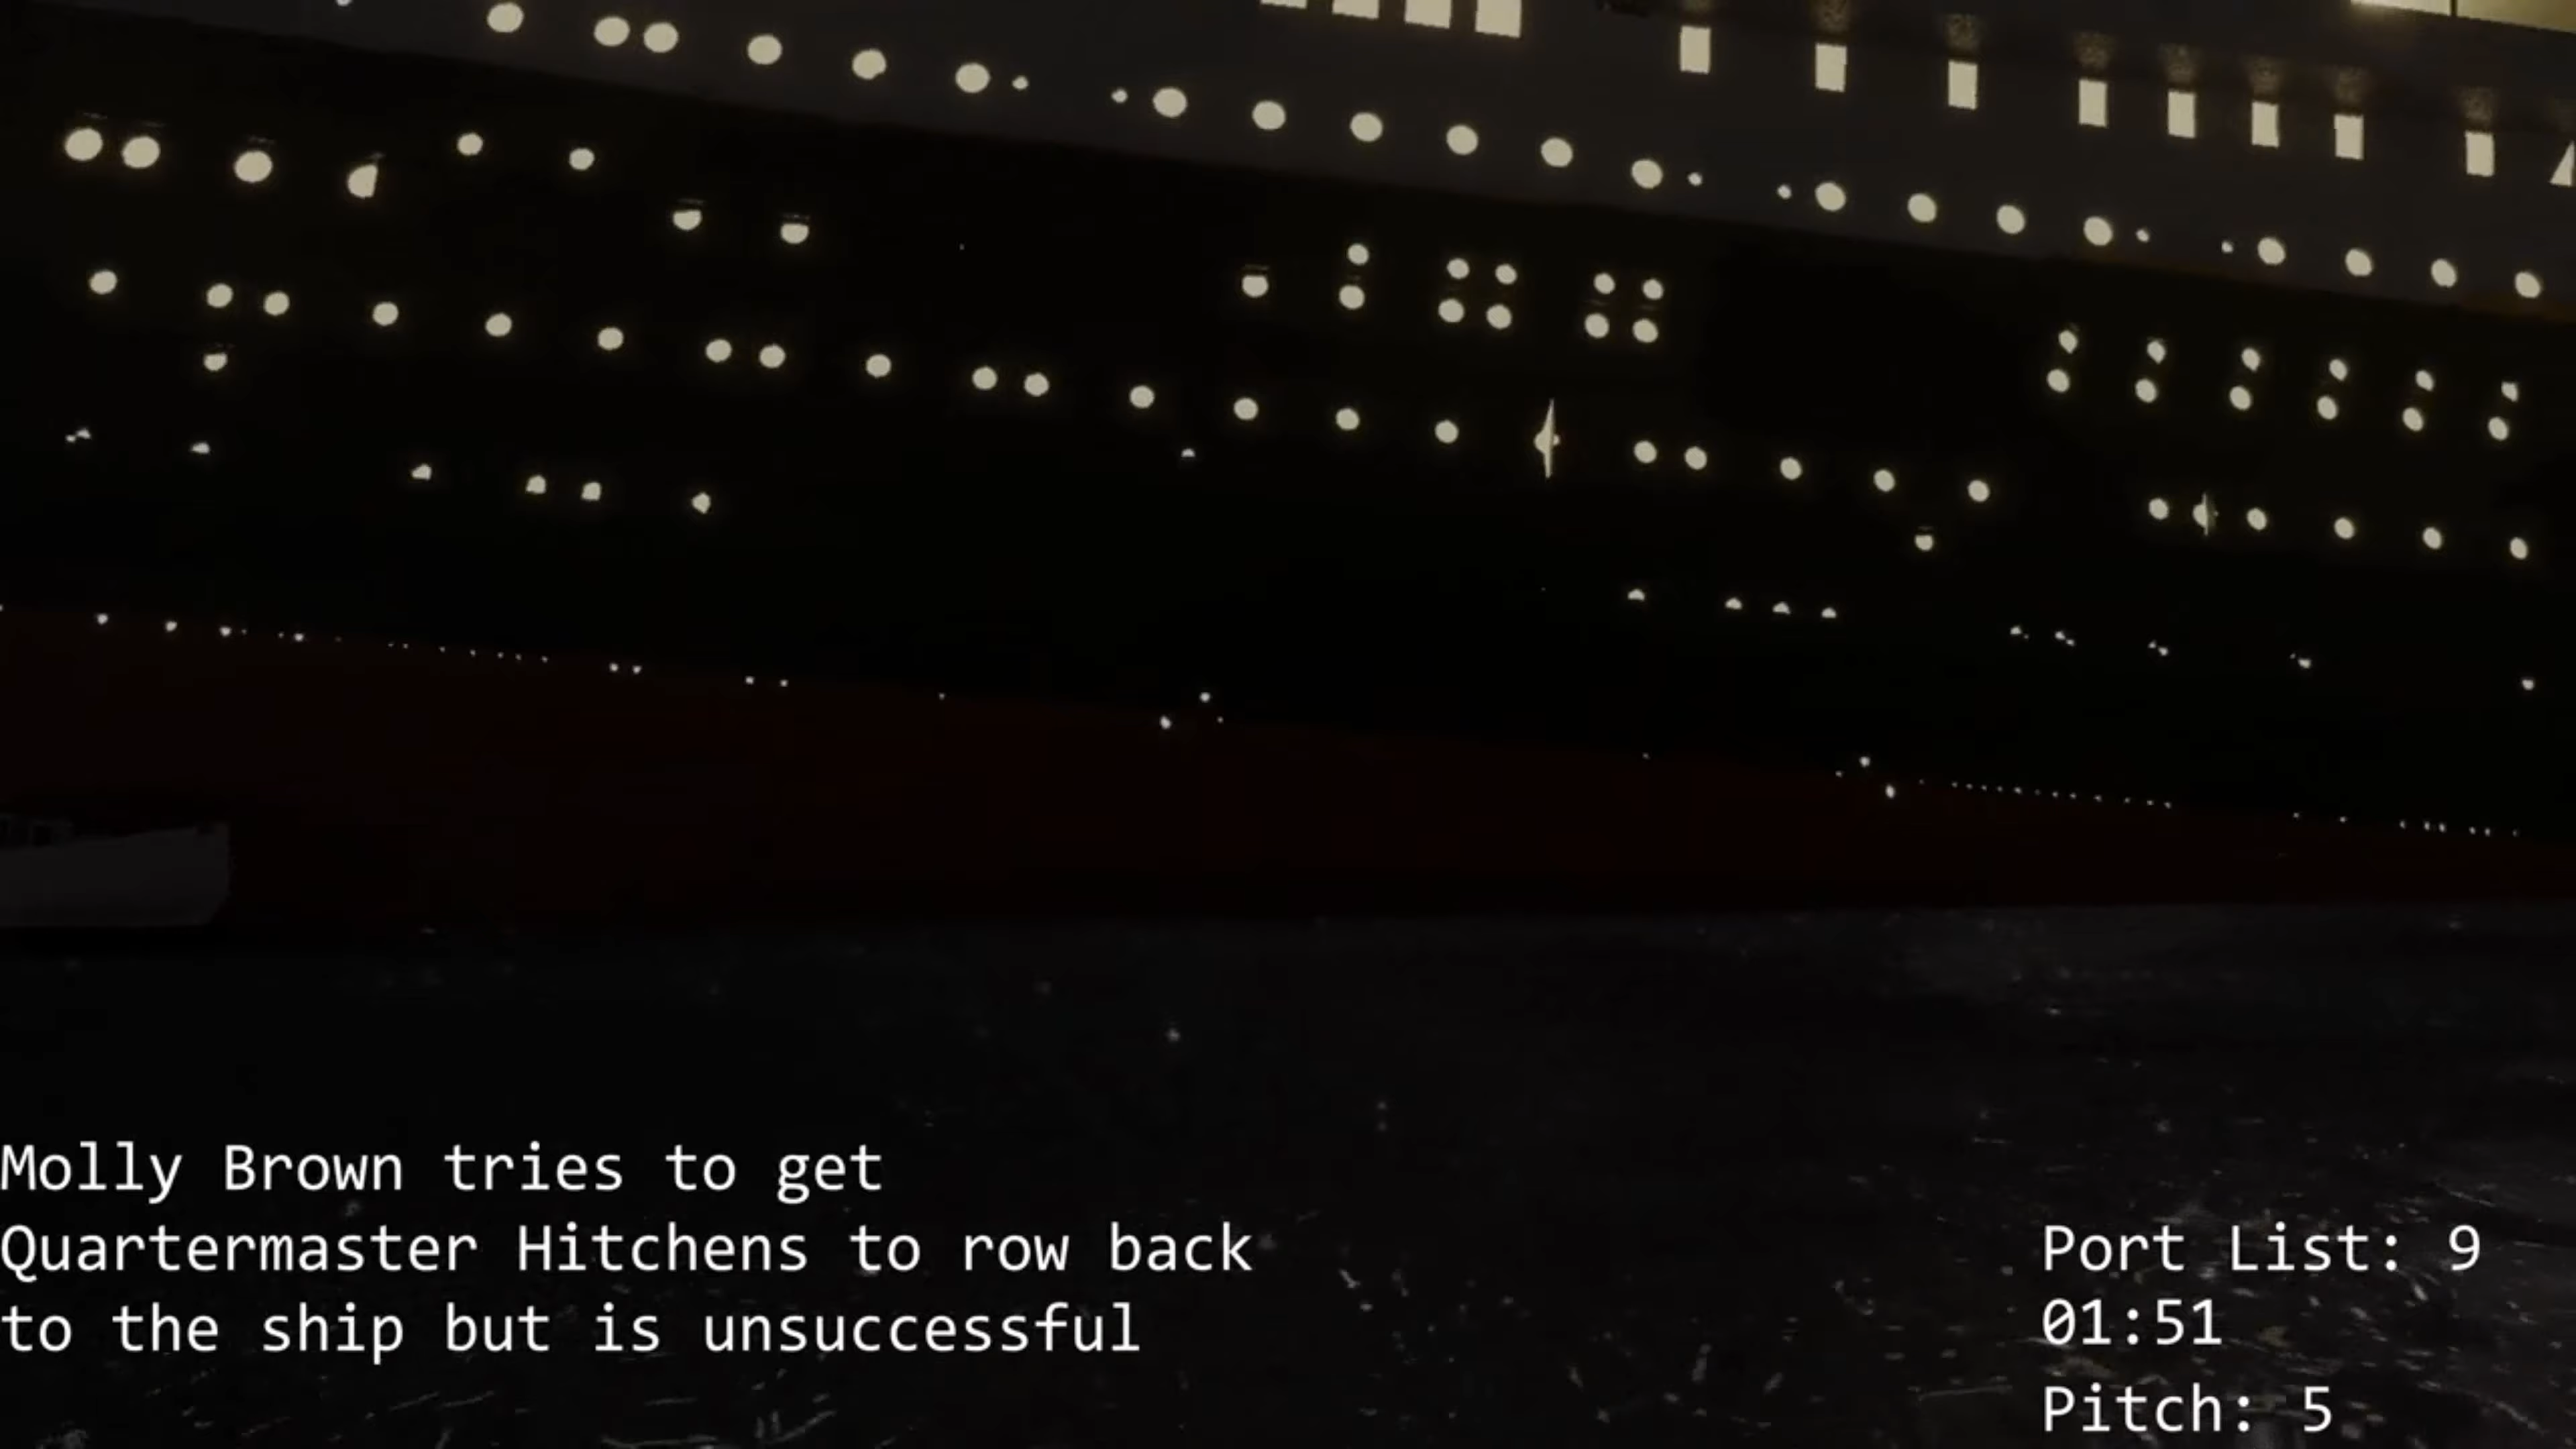 Molly Brown tries to get
Quartermaster Hitchens to row back
to the ship but is unsuccessful
Port List: 9
01:51
Pitch: 5